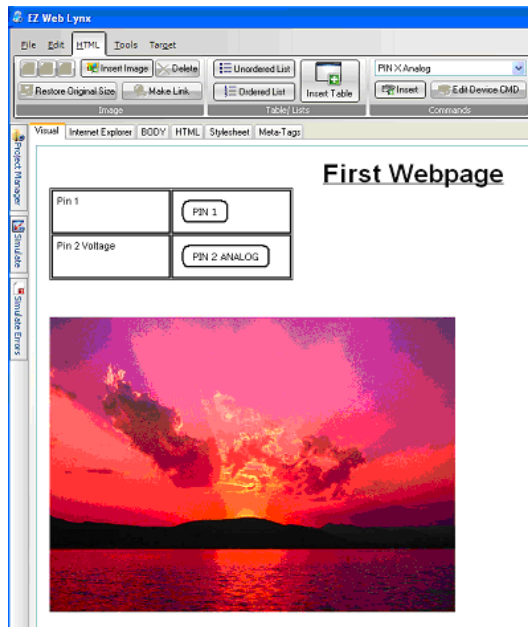 EZ Web Lynx
File Edit HTML Tools Target
Insert Image Delete Unordered List PIN X Analog
Restore Original Size Make Link Ordered List Insert Table Insert Edit Device CMD
Image Table/ Lists Commands
Visual Internet Explorer BODY HTML Stylesheet Meta-Tags
Project Manager
Simulate
Simulate Errors
First Webpage
Pin 1 PIN 1
Pin 2 Voltage PIN 2 ANALOG